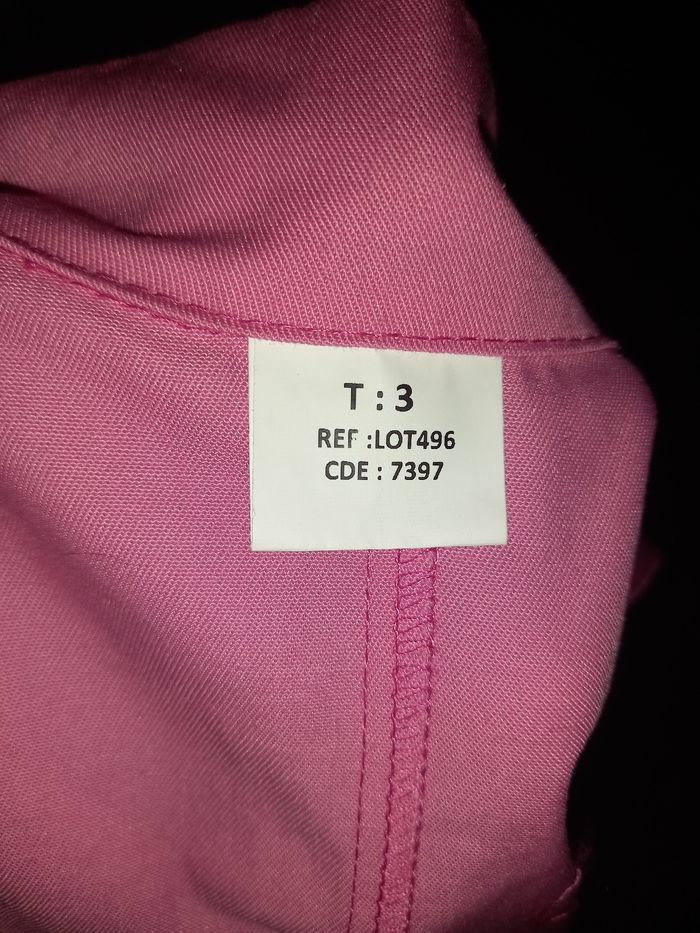 T : 3
REF :LOT496
CDE : 7397